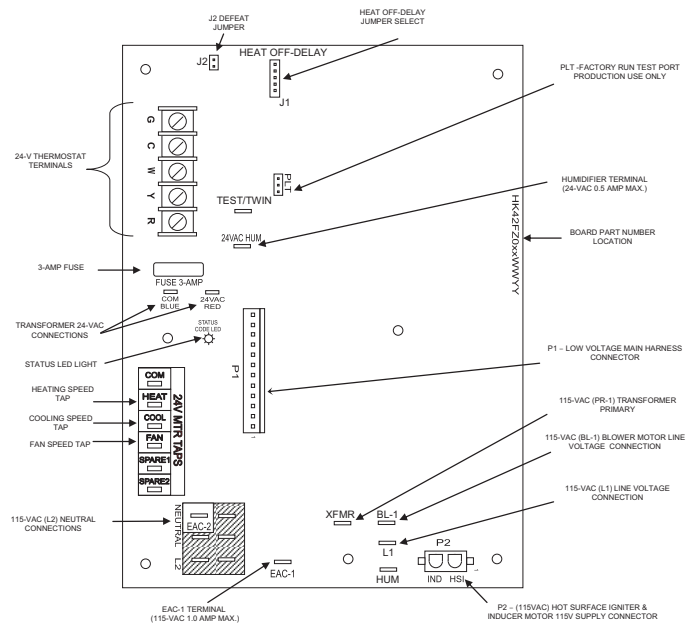 J2 DEFEAT
JUMPER
HEAT OFF-DELAY
JUMPER SELECT
J2
HEAT OFF-DELAY
J1
PLT -FACTORY RUN TEST PORT
PRODUCTION USE ONLY
24-V THERMOSTAT
TERMINALS
G
C
W
Y
R
PLT
TEST/TWIN
24VAC HUM
HUMIDIFIER TERMINAL
(24-VAC 0.5 AMP MAX.)
HK42FZ0xxWWYY
BOARD PART NUMBER
LOCATION
3-AMP FUSE
FUSE 3-AMP
COM
BLUE
24VAC
RED
TRANSFORMER 24-VAC
CONNECTIONS
STATUS
CODE LED
STATUS LED LIGHT
P1
1
P1 – LOW VOLTAGE MAIN HARNESS
CONNECTOR
HEATING SPEED
TAP
COOLING SPEED
TAP
FAN SPEED TAP
COM
HEAT
COOL
FAN
SPARE1
SPARE2
24V MTR TAPS
115-VAC (PR-1) TRANSFORMER
PRIMARY
115-VAC (BL-1) BLOWER MOTOR LINE
VOLTAGE CONNECTION
115-VAC (L1) LINE VOLTAGE
CONNECTION
115-VAC (L2) NEUTRAL
CONNECTIONS
NEUTRAL
L2
EAC-2
EAC-1
XFMR
BL-1
L1
HUM
P2
1
IND
HSI
EAC-1 TERMINAL
(115-VAC 1.0 AMP MAX.)
P2 – (115VAC) HOT SURFACE IGNITER &
INDUCER MOTOR 115V SUPPLY CONNECTOR